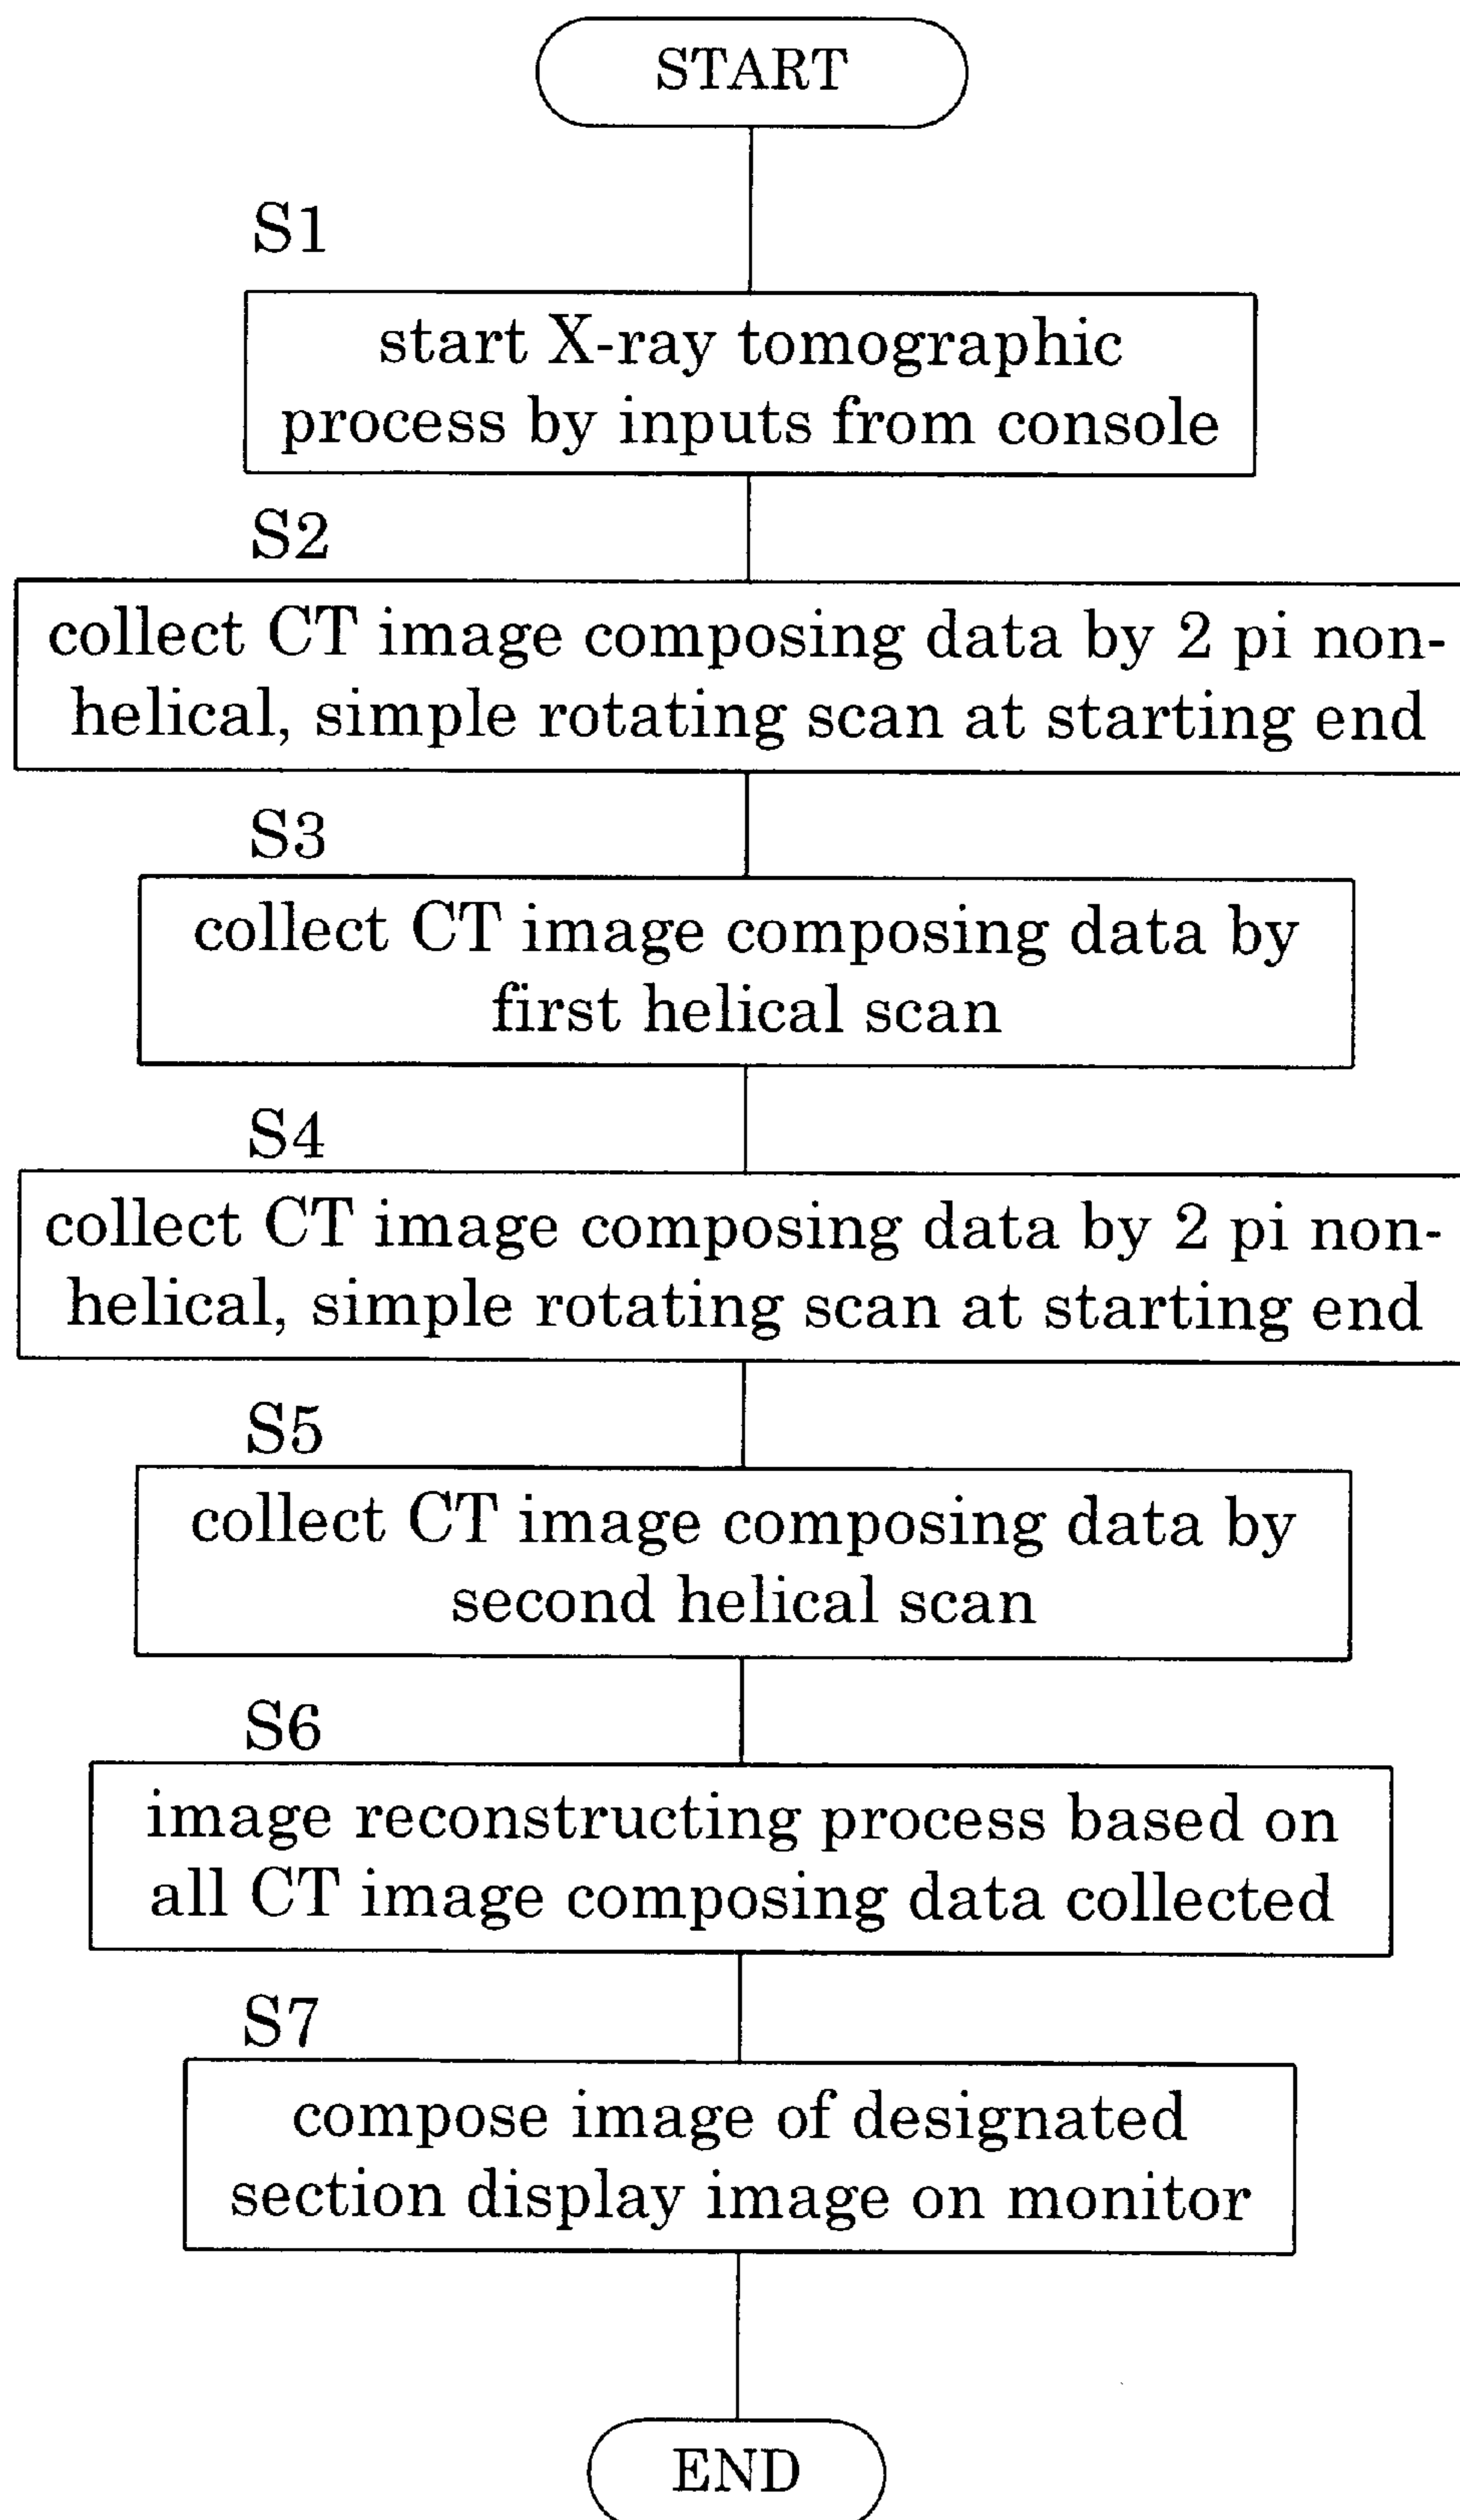 START
S1
start X-ray tomographic
process by inputs from console
S2
collect CT image composing data by 2 pi non-
helical, simple rotating scan at starting end
S3
collect CT image composing data by
first helical scan
S4
collect CT image composing data by 2 pi non-
helical, simple rotating scan at starting end
S5
collect CT image composing data by
second helical scan
S6
image reconstructing process based on
all CT image composing data collected
S7
compose image of designated
section display image on monitor
END